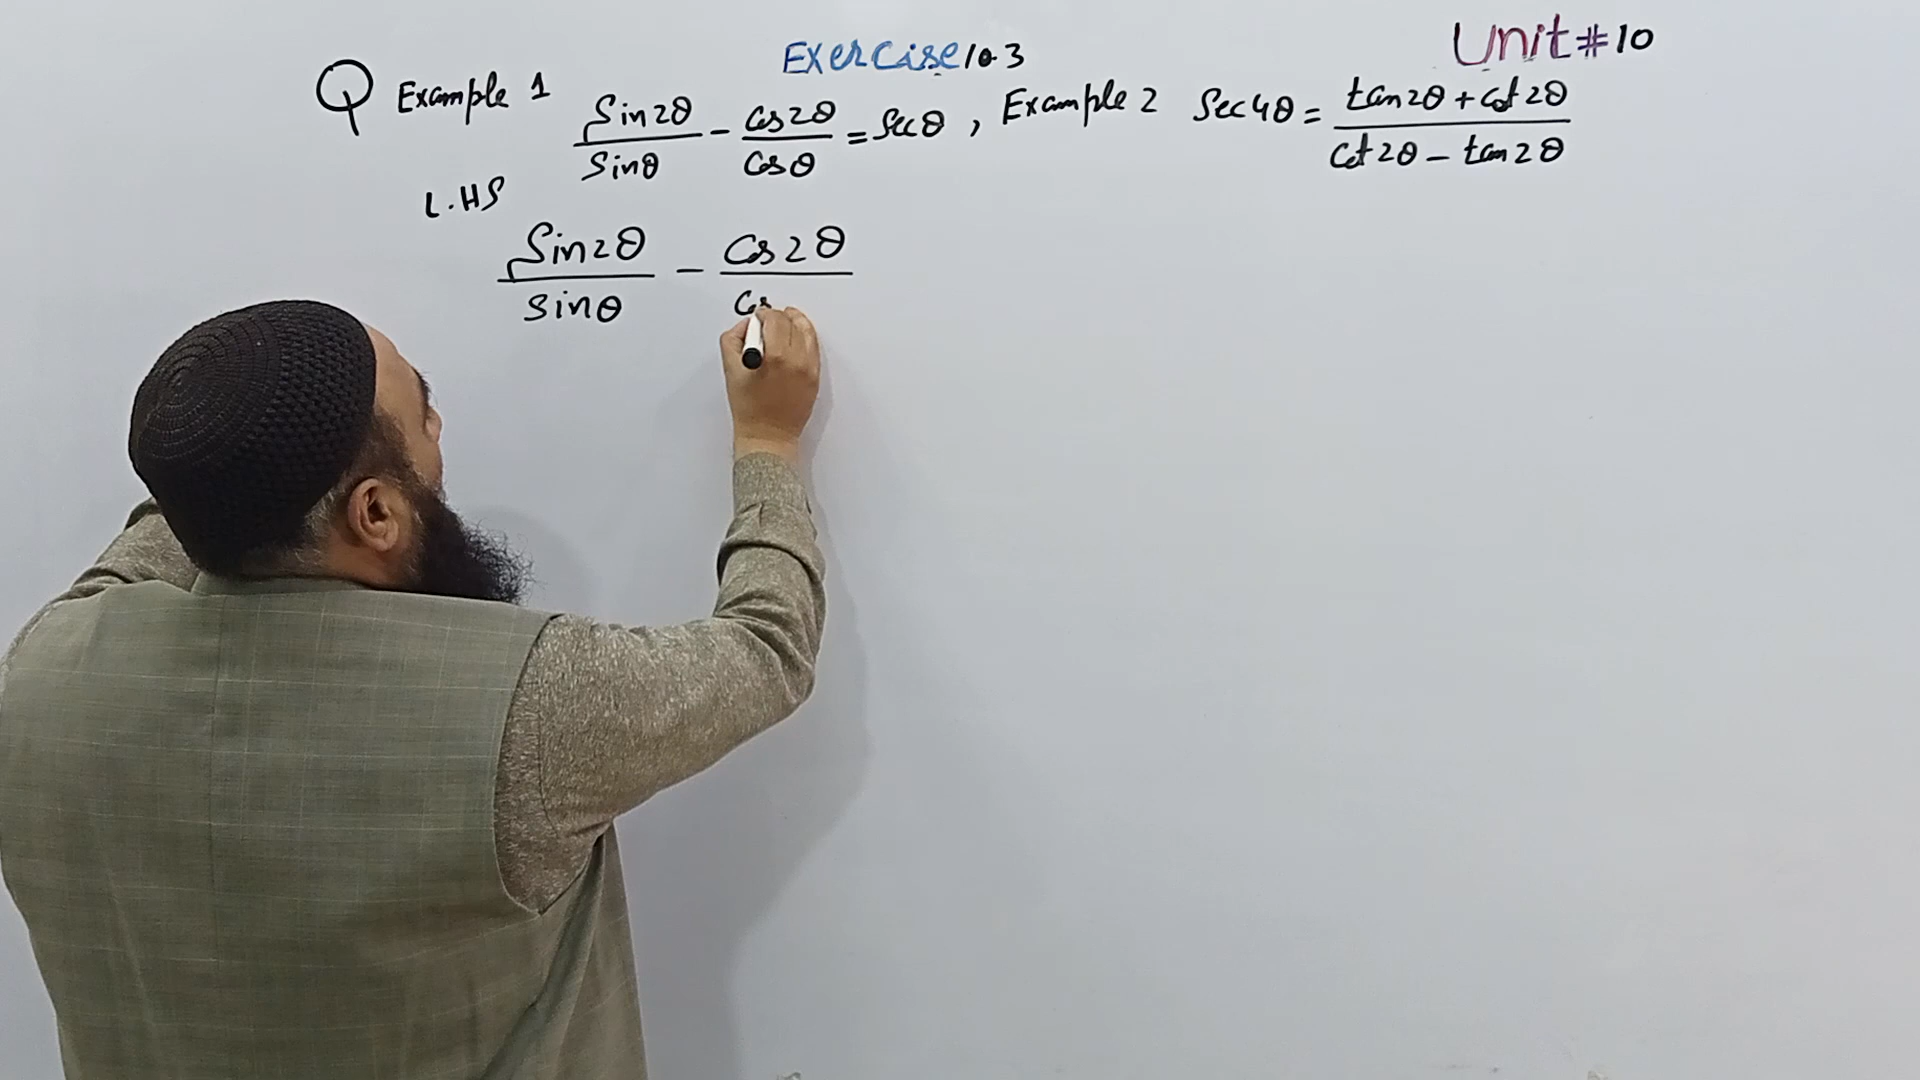 Exercise 10.3
Unit #10
Q Example 1 Sin2θ/Sinθ - Cos2θ/Cosθ = Secθ , Example 2 Sec4θ = tan2θ + Cot2θ/Cot2θ - tan2θ
L.HS
Sin2θ/Sinθ - Cos2θ/Cos